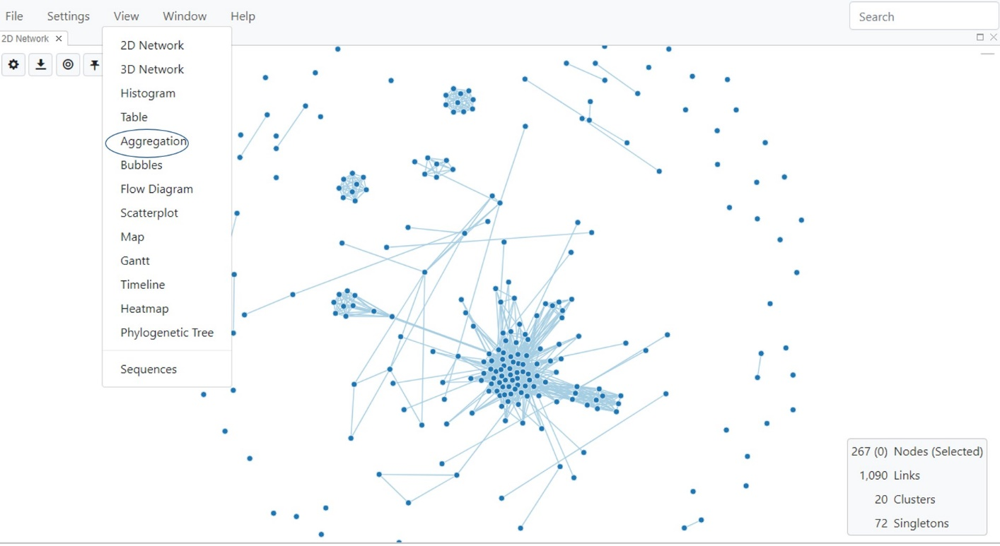 File Settings View Window Help Search
2D Network ×
2D Network
3D Network
Histogram
Table
Aggregation
Bubbles
Flow Diagram
Scatterplot
Map
Gantt
Timeline
Heatmap
Phylogenetic Tree
Sequences
267 (0) Nodes (Selected)
1,090 Links
20 Clusters
72 Singletons